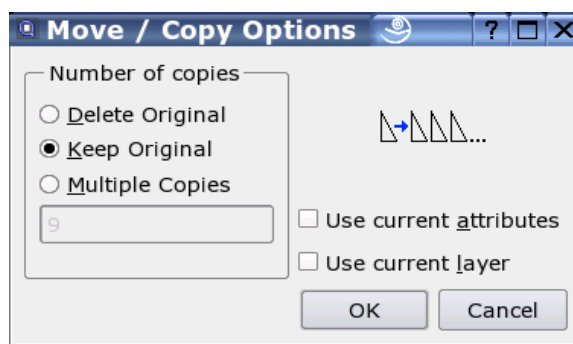 Move / Copy Options
?
Number of copies
Delete Original
Keep Original
Multiple Copies
9
...
Use current attributes
Use current layer
OK
Cancel